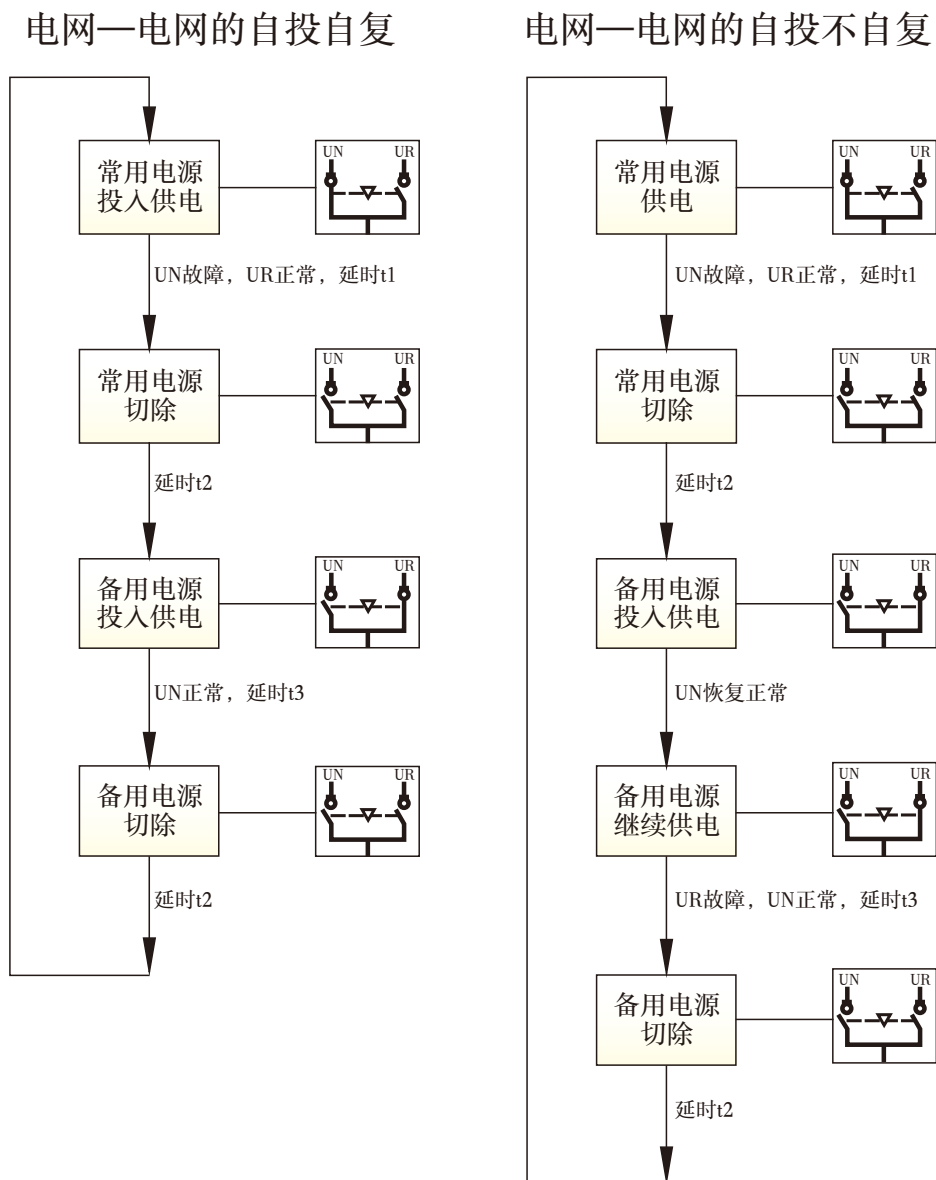 电网—电网的自投自复
常用电源
投入供电
UN UR
UN故障，UR正常，延时t1
常用电源
切除
UN UR
延时t2
备用电源
投入供电
UN UR
UN正常，延时t3
备用电源
切除
UN UR
延时t2
电网—电网的自投不自复
常用电源
供电
UN UR
UN故障，UR正常，延时t1
常用电源
切除
UN UR
延时t2
备用电源
投入供电
UN UR
UN恢复正常
备用电源
继续供电
UN UR
UR故障，UN正常，延时t3
备用电源
切除
UN UR
延时t2